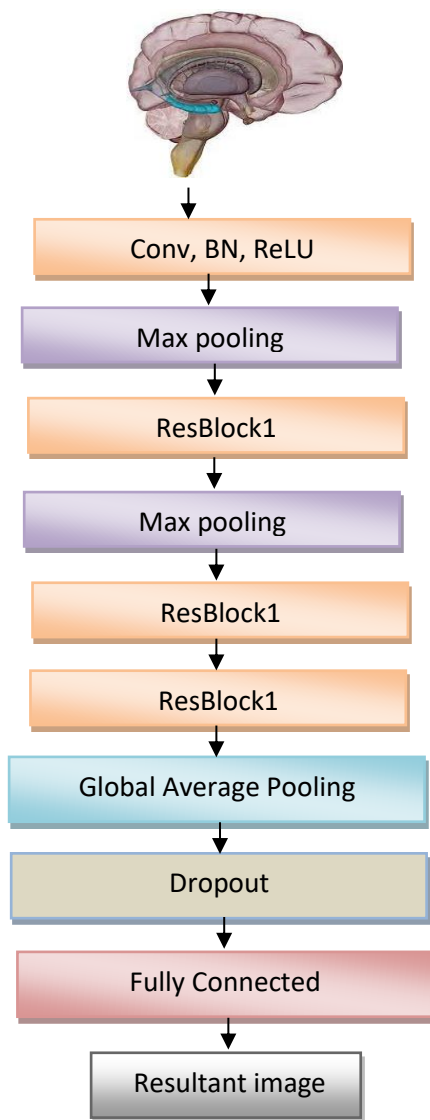 Conv, BN, ReLU
Max pooling
ResBlock1
Max pooling
ResBlock1
ResBlock1
Global Average Pooling
Dropout
Fully Connected
Resultant image